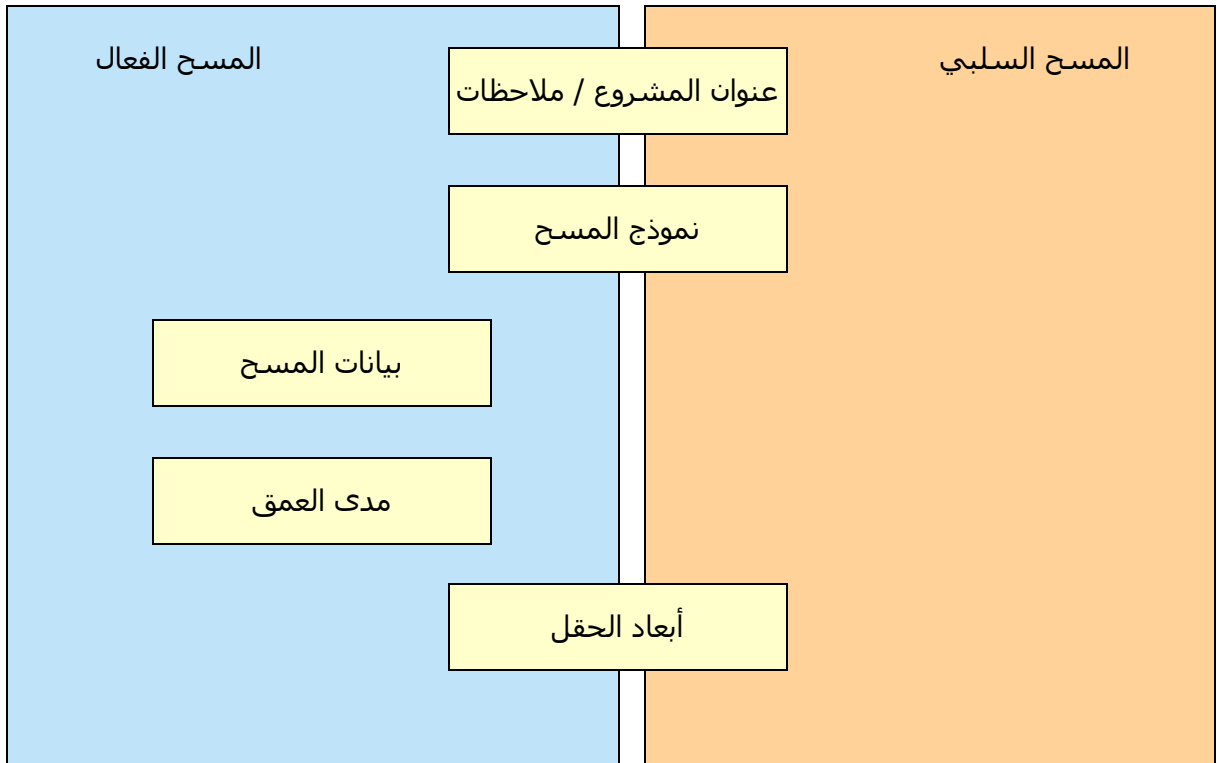 المسح السلبي
المسح الفعال
عنوان المشروع / ملاحظات
نموذج المسح
بيانات المسح
مدى العمق
أبعاد الحقل